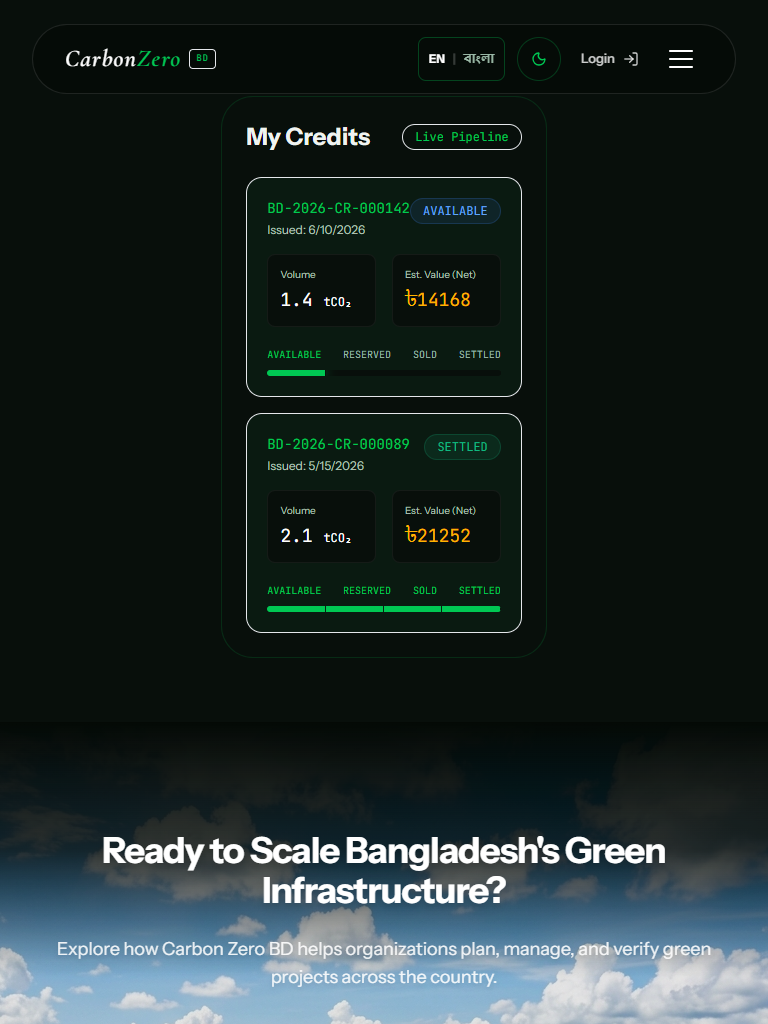 CarbonZero BD EN | বাংলা Login
My Credits Live Pipeline
BD-2026-CR-000142 AVAILABLE
Issued: 6/10/2026
Volume Est. Value (Net)
1.4 tCO₂ ৳14168
AVAILABLE RESERVED SOLD SETTLED
BD-2026-CR-000089 SETTLED
Issued: 5/15/2026
Volume Est. Value (Net)
2.1 tCO₂ ৳21252
AVAILABLE RESERVED SOLD SETTLED
Ready to Scale Bangladesh's Green
Infrastructure?
Explore how Carbon Zero BD helps organizations plan, manage, and verify green
projects across the country.